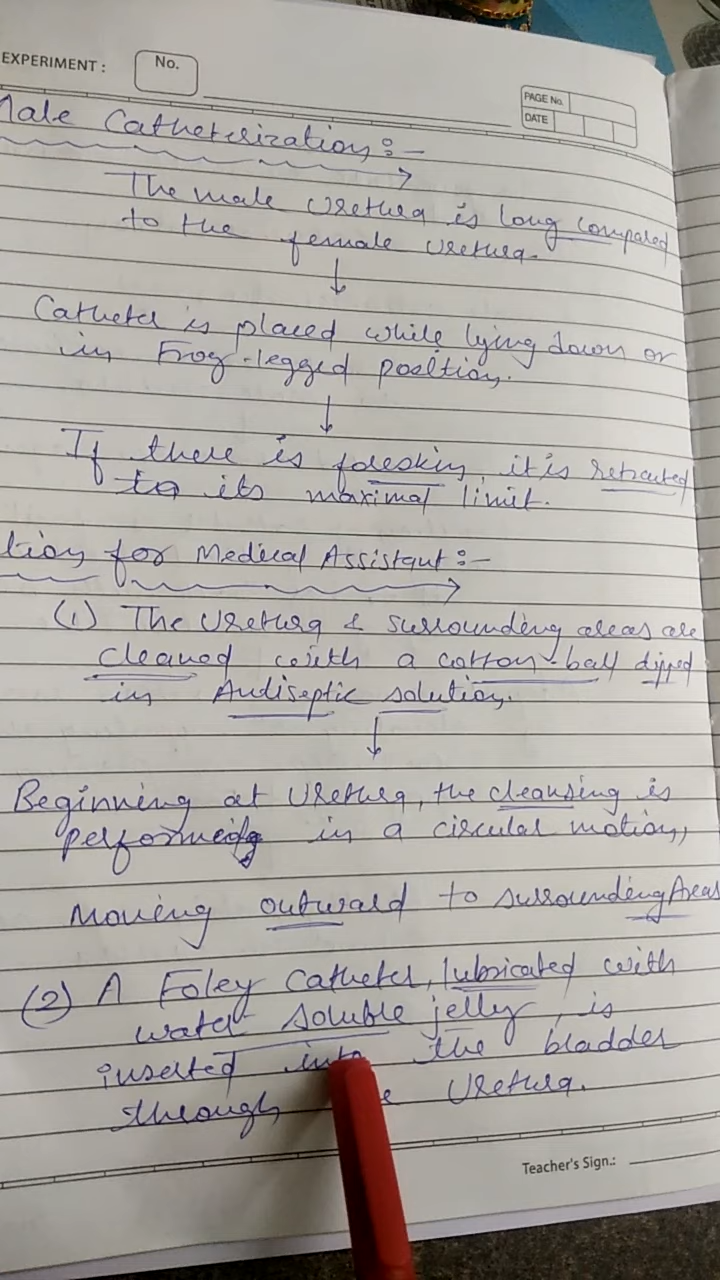 EXPERIMENT :
No.
PAGE No.
DATE
Male Catheterization :-
The male Urethra is long compared
to the female Urethra.
Catheter is placed while lying down or
in Frog-legged position.
If there is foreskin, it is retracted
to its maximal limit.
tion for Medical Assistant :-
(1) The Urethra & surrounding areas are
cleaned with a cotton-ball dipped
in Antiseptic solution.
Beginning at Urethra, the cleansing is
performed in a circular motion,
Moving outward to surrounding Areas
(2) A Foley Catheter, lubricated with
water soluble jelly, is
inserted into the bladder
through Urethra.
Teacher's Sign.: